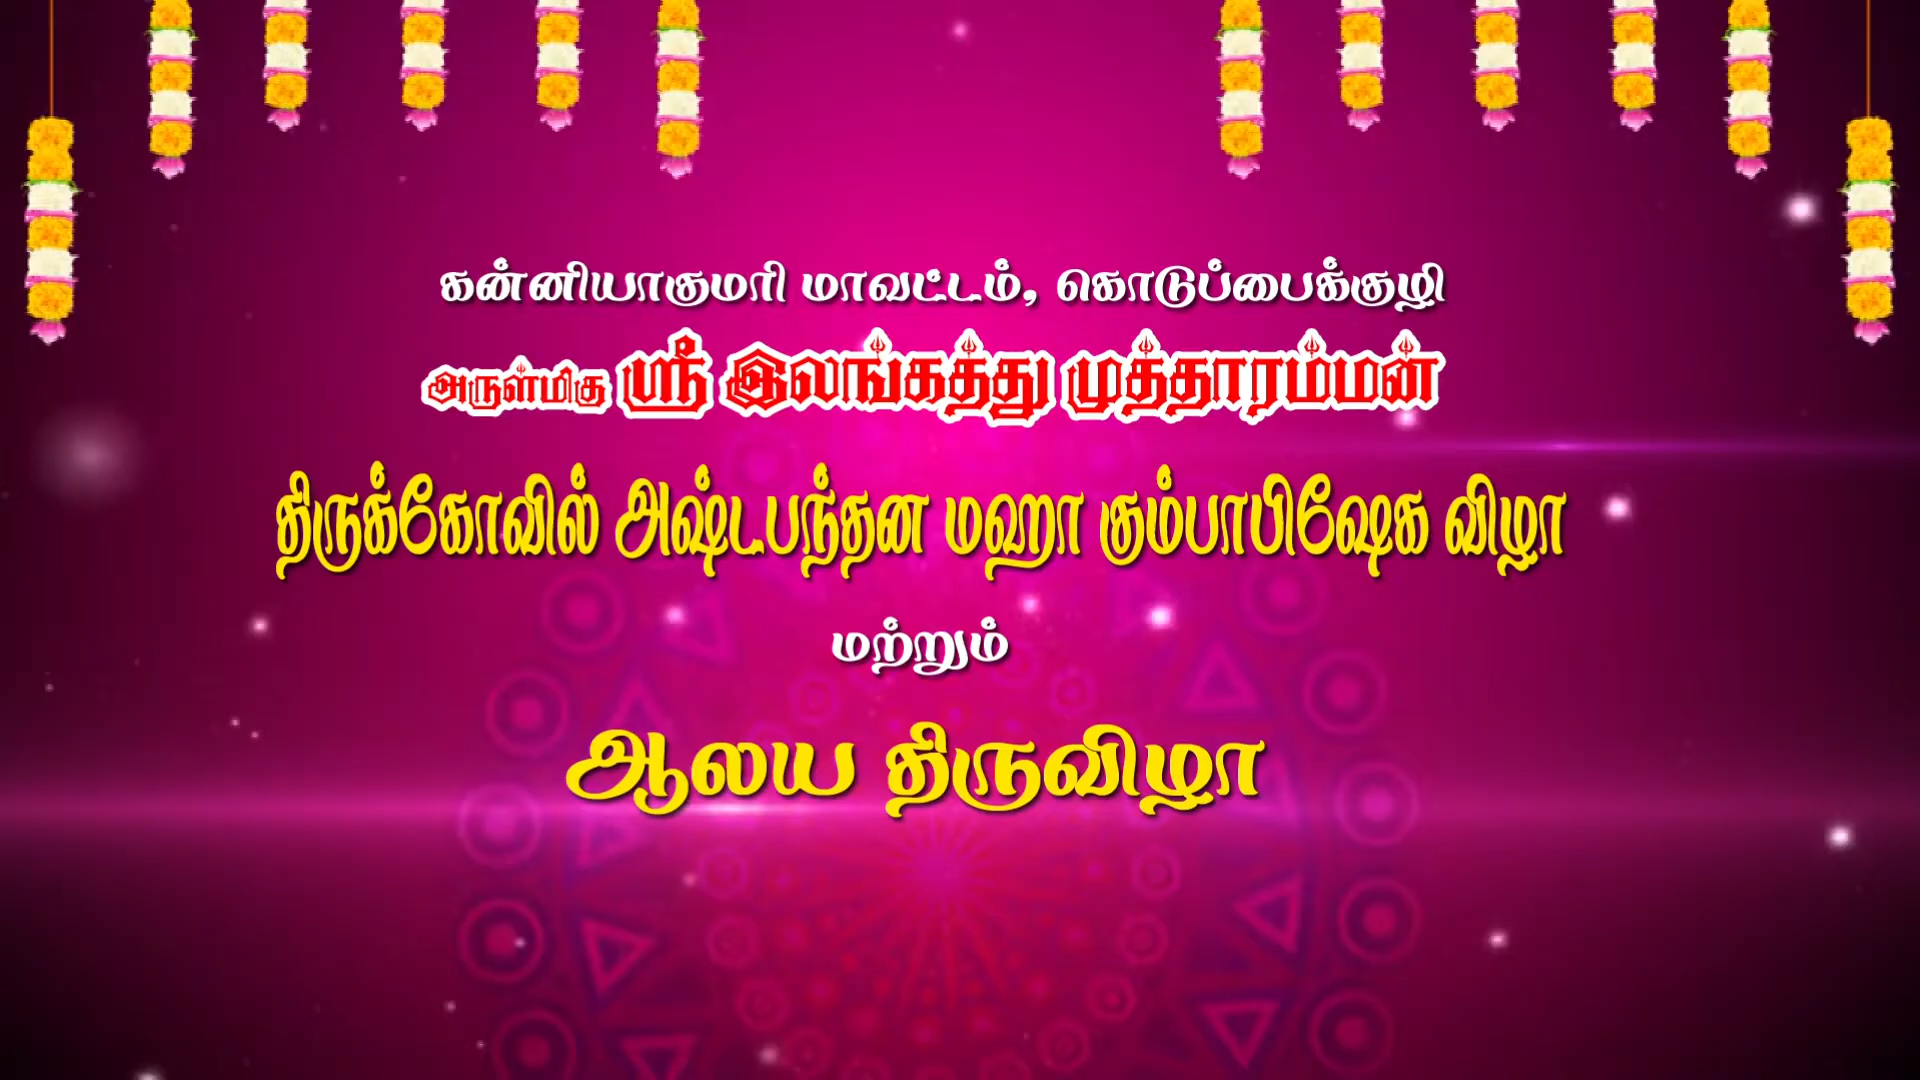 கன்னியாகுமரி மாவட்டம், கொடுப்பைக்குழி
அருள்மிகு ஸ்ரீ இலங்கத்து முத்தாரம்மன்
திருக்கோவில் அஷ்டபந்தன மஹா கும்பாபிஷேக விழா
மற்றும்
ஆலய திருவிழா